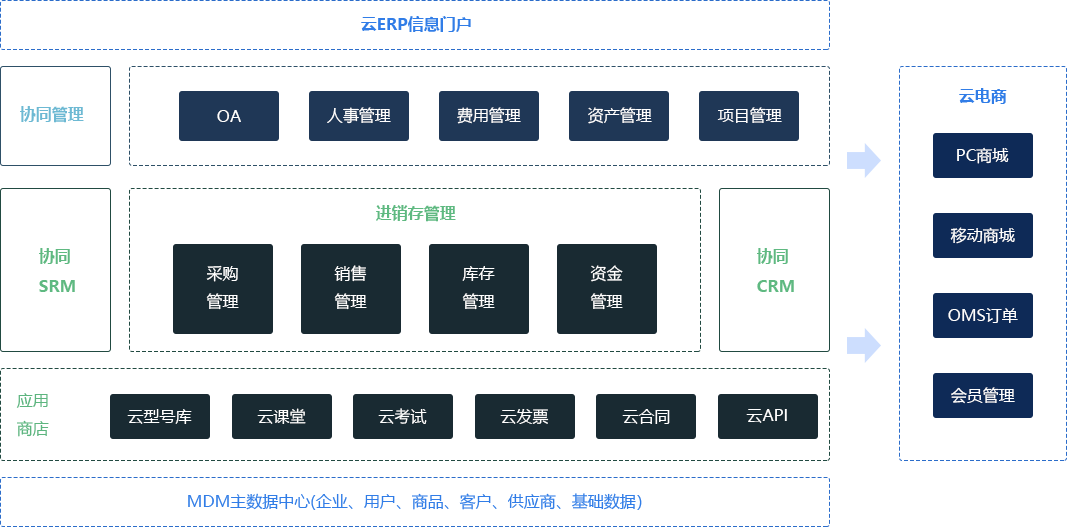 云ERP信息门户
协同管理
OA
人事管理
费用管理
资产管理
项目管理
协同
SRM
进销存管理
采购
管理
销售
管理
库存
管理
资金
管理
协同
CRM
应用
商店
云型号库
云课堂
云考试
云发票
云合同
云API
MDM主数据中心(企业、用户、商品、客户、供应商、基础数据)
云电商
PC商城
移动商城
OMS订单
会员管理